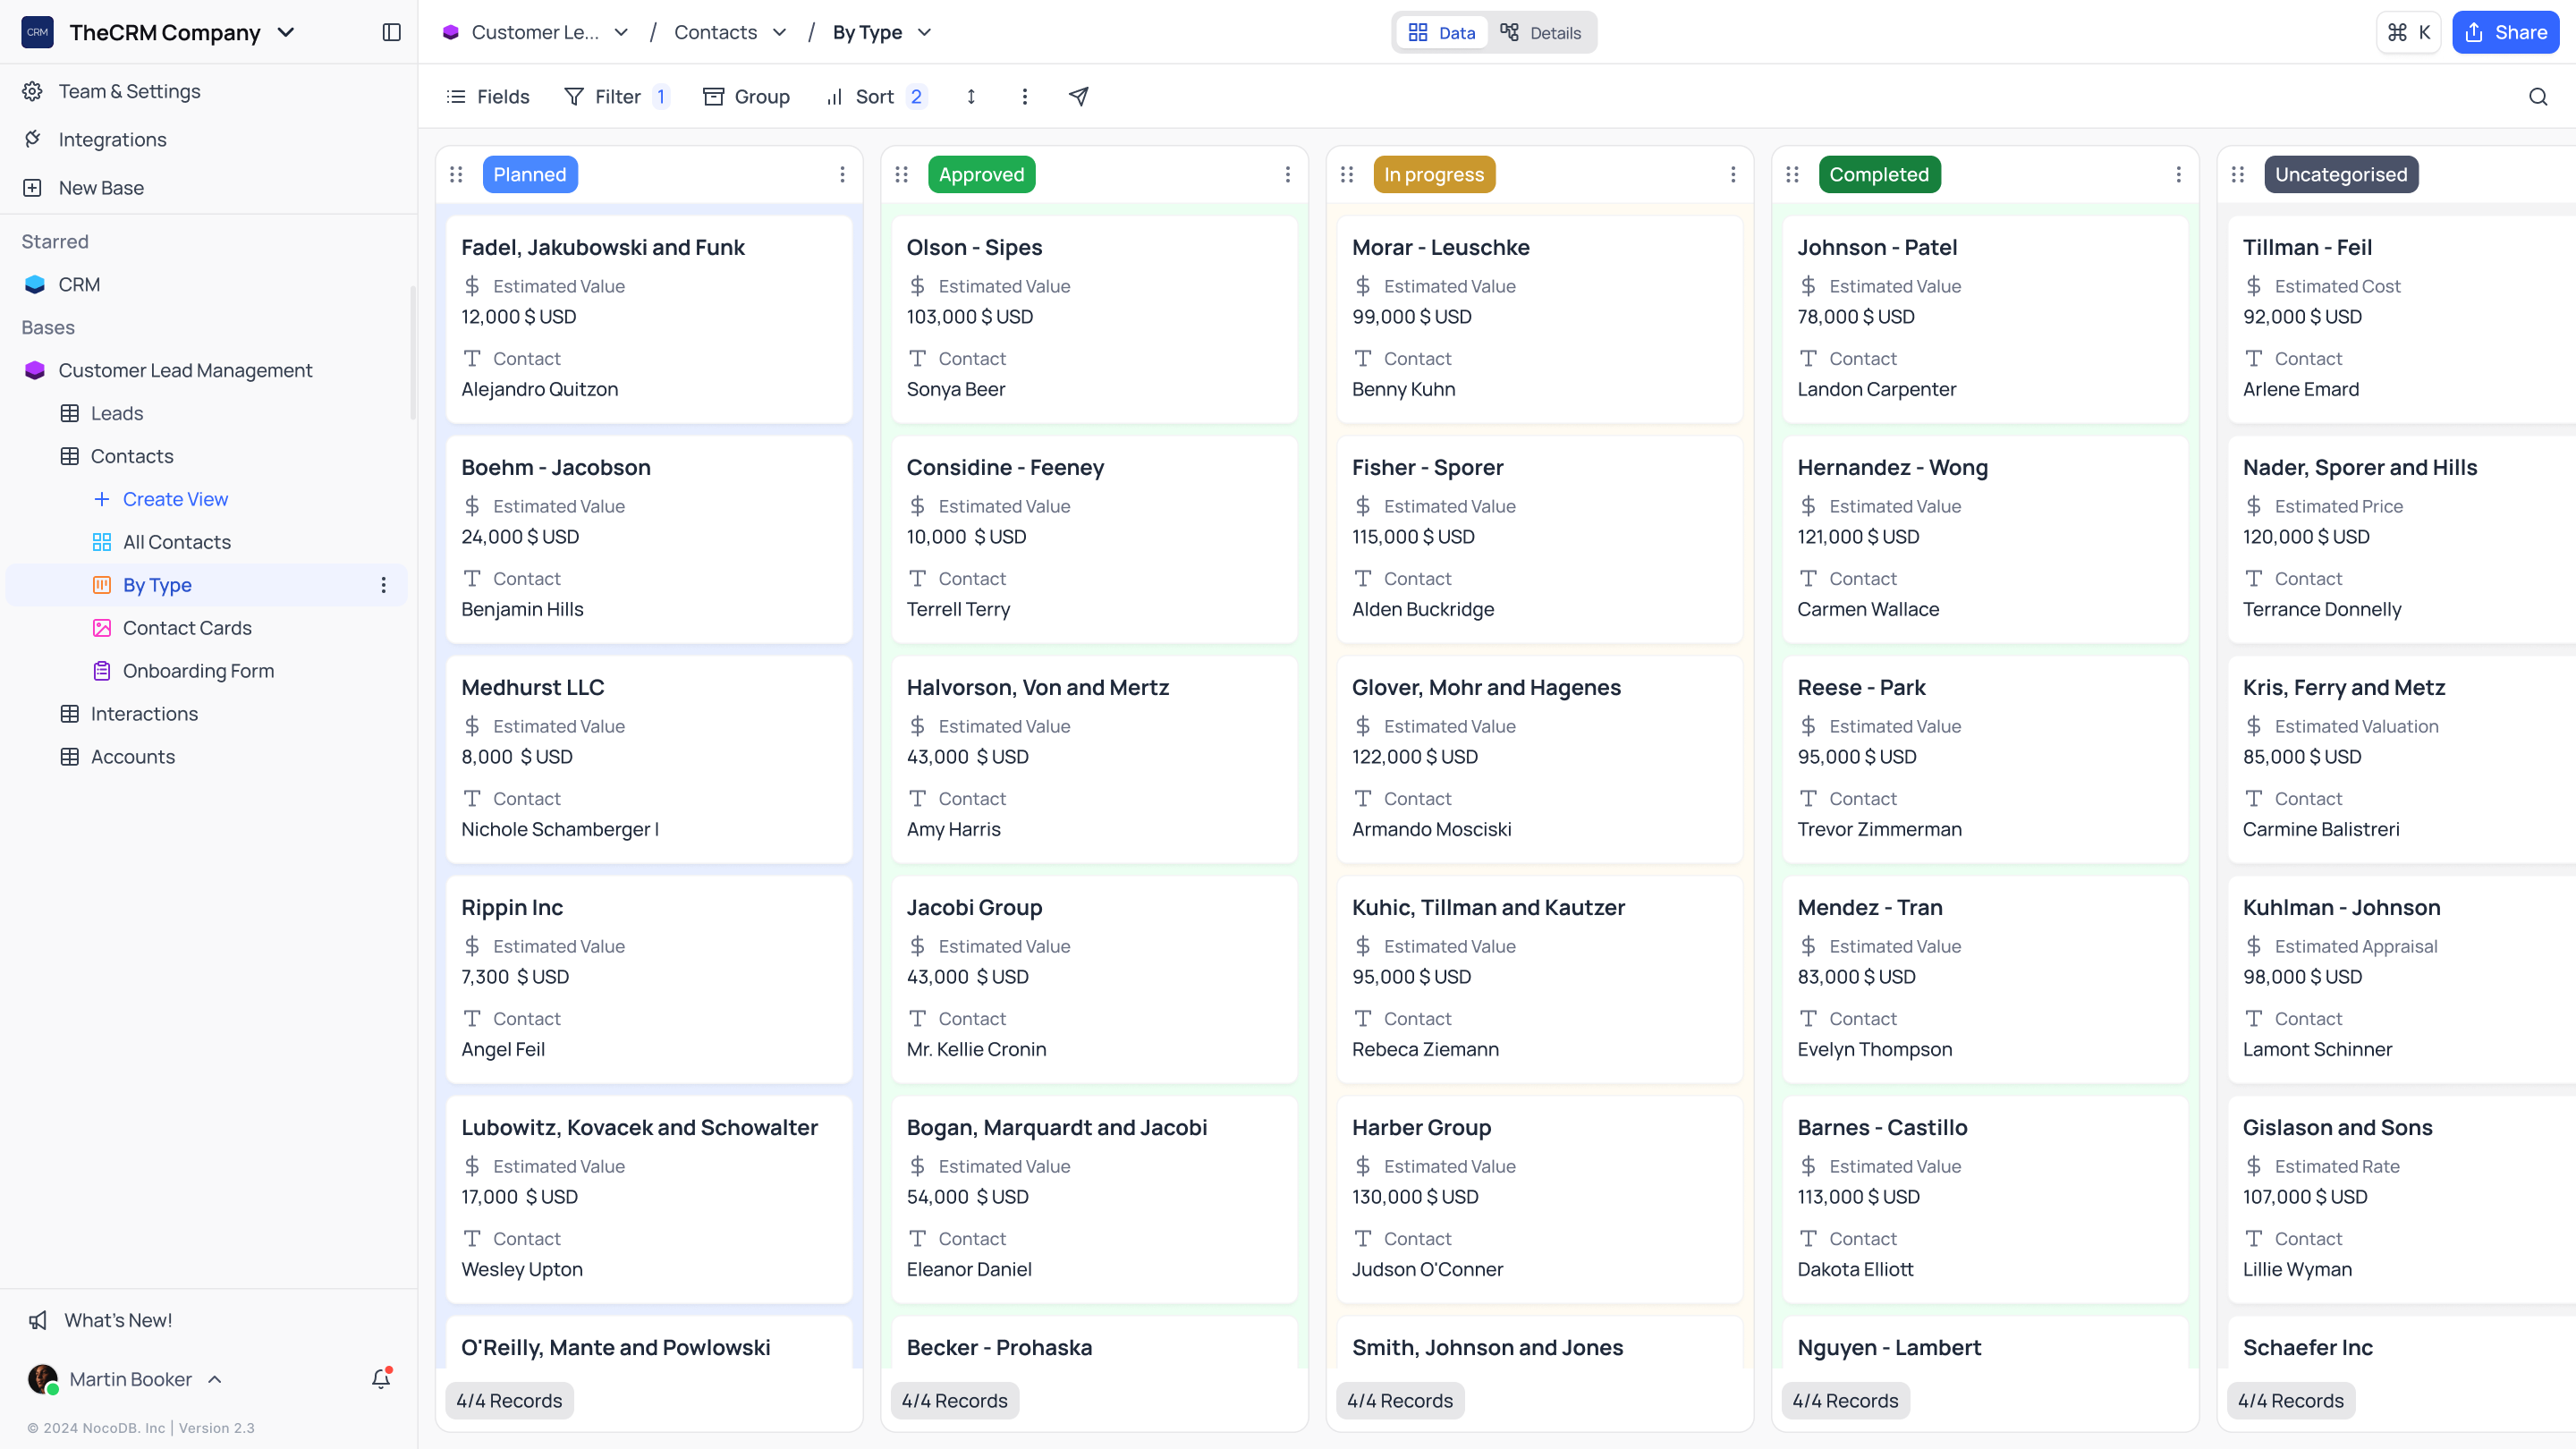 CRM
TheCRM Company
Team & Settings
Integrations
New Base
Starred
CRM
Bases
Customer Lead Management
Leads
Contacts
Create View
All Contacts
By Type
Contact Cards
Onboarding Form
Interactions
Accounts
What's New!
Martin Booker
© 2024 NocoDB. Inc | Version 2.3
Customer Le... / Contacts / By Type
Data
Details
⌘ K
Share
Fields
Filter 1
Group
Sort 2
Planned
Fadel, Jakubowski and Funk
Estimated Value
12,000 $ USD
Contact
Alejandro Quitzon
Boehm - Jacobson
Estimated Value
24,000 $ USD
Contact
Benjamin Hills
Medhurst LLC
Estimated Value
8,000 $ USD
Contact
Nichole Schamberger I
Rippin Inc
Estimated Value
7,300 $ USD
Contact
Angel Feil
Lubowitz, Kovacek and Schowalter
Estimated Value
17,000 $ USD
Contact
Wesley Upton
O'Reilly, Mante and Powlowski
4/4 Records
Approved
Olson - Sipes
Estimated Value
103,000 $ USD
Contact
Sonya Beer
Considine - Feeney
Estimated Value
10,000 $ USD
Contact
Terrell Terry
Halvorson, Von and Mertz
Estimated Value
43,000 $ USD
Contact
Amy Harris
Jacobi Group
Estimated Value
43,000 $ USD
Contact
Mr. Kellie Cronin
Bogan, Marquardt and Jacobi
Estimated Value
54,000 $ USD
Contact
Eleanor Daniel
Becker - Prohaska
4/4 Records
In progress
Morar - Leuschke
Estimated Value
99,000 $ USD
Contact
Benny Kuhn
Fisher - Sporer
Estimated Value
115,000 $ USD
Contact
Alden Buckridge
Glover, Mohr and Hagenes
Estimated Value
122,000 $ USD
Contact
Armando Mosciski
Kuhic, Tillman and Kautzer
Estimated Value
95,000 $ USD
Contact
Rebeca Ziemann
Harber Group
Estimated Value
130,000 $ USD
Contact
Judson O'Conner
Smith, Johnson and Jones
4/4 Records
Completed
Johnson - Patel
Estimated Value
78,000 $ USD
Contact
Landon Carpenter
Hernandez - Wong
Estimated Value
121,000 $ USD
Contact
Carmen Wallace
Reese - Park
Estimated Value
95,000 $ USD
Contact
Trevor Zimmerman
Mendez - Tran
Estimated Value
83,000 $ USD
Contact
Evelyn Thompson
Barnes - Castillo
Estimated Value
113,000 $ USD
Contact
Dakota Elliott
Nguyen - Lambert
4/4 Records
Uncategorised
Tillman - Feil
Estimated Cost
92,000 $ USD
Contact
Arlene Emard
Nader, Sporer and Hills
Estimated Price
120,000 $ USD
Contact
Terrance Donnelly
Kris, Ferry and Metz
Estimated Valuation
85,000 $ USD
Contact
Carmine Balistreri
Kuhlman - Johnson
Estimated Appraisal
98,000 $ USD
Contact
Lamont Schinner
Gislason and Sons
Estimated Rate
107,000 $ USD
Contact
Lillie Wyman
Schaefer Inc
4/4 Records